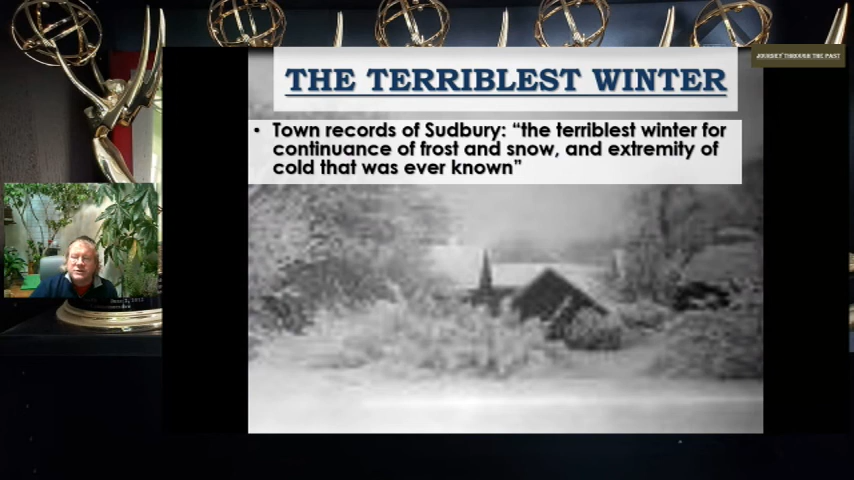 THE TERRIBLEST WINTER
JOURNEY THROUGH THE PAST
• Town records of Sudbury: “the terriblest winter for
continuance of frost and snow, and extremity of
cold that was ever known”